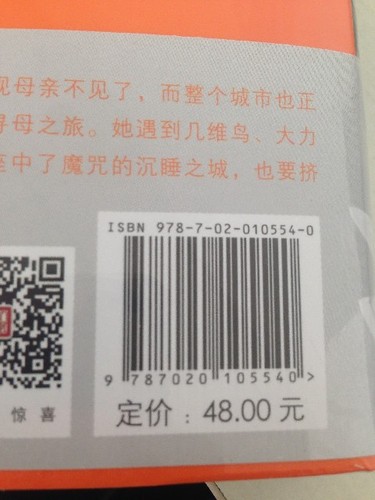 现母亲不见了，而整个城市也正
寻母之旅。她遇到几维鸟、大力
座中了魔咒的沉睡之城，也要挤
ISBN 978-7-02-010554-0
9 787020 105540 >
定价：48.00 元
惊喜